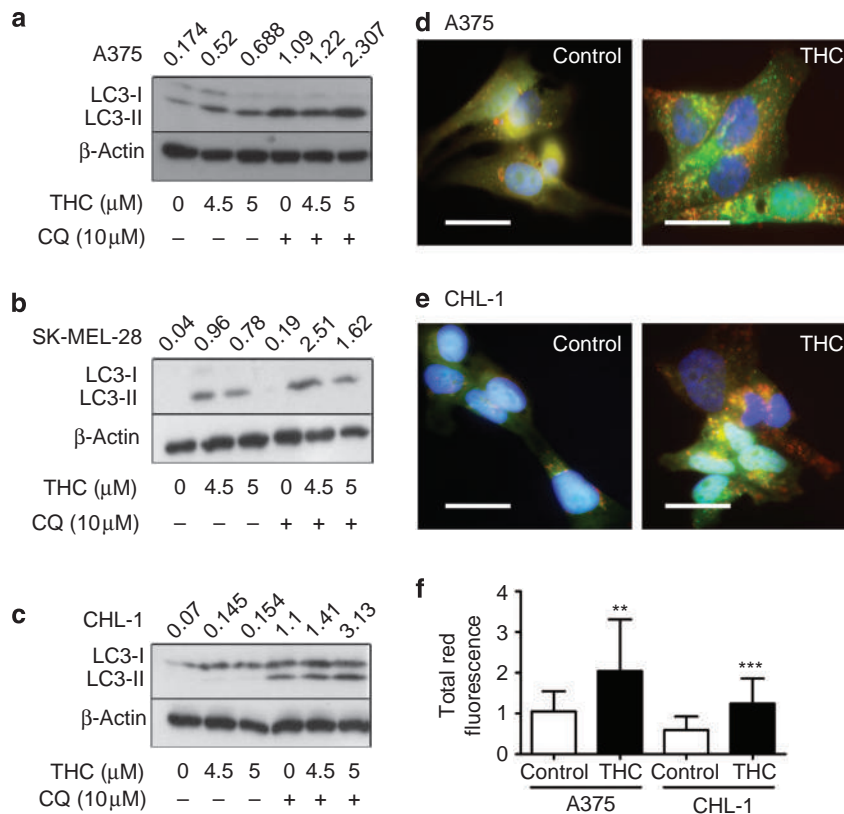 a
A375
0.174 0.52 0.688 1.09 1.22 2.307
LC3-I
LC3-II
β-Actin
THC (μM) 0 4.5 5 0 4.5 5
CQ (10μM) – – – + + +
b
SK-MEL-28
0.04 0.96 0.78 0.19 2.51 1.62
LC3-I
LC3-II
β-Actin
THC (μM) 0 4.5 5 0 4.5 5
CQ (10μM) – – – + + +
c
CHL-1
0.07 0.145 0.154 1.1 1.41 3.13
LC3-I
LC3-II
β-Actin
THC (μM) 0 4.5 5 0 4.5 5
CQ (10μM) – – – + + +
d A375
Control THC
e CHL-1
Control THC
f
Total red
fluorescence
4
3
2
1
0
** ***
Control THC Control THC
A375 CHL-1